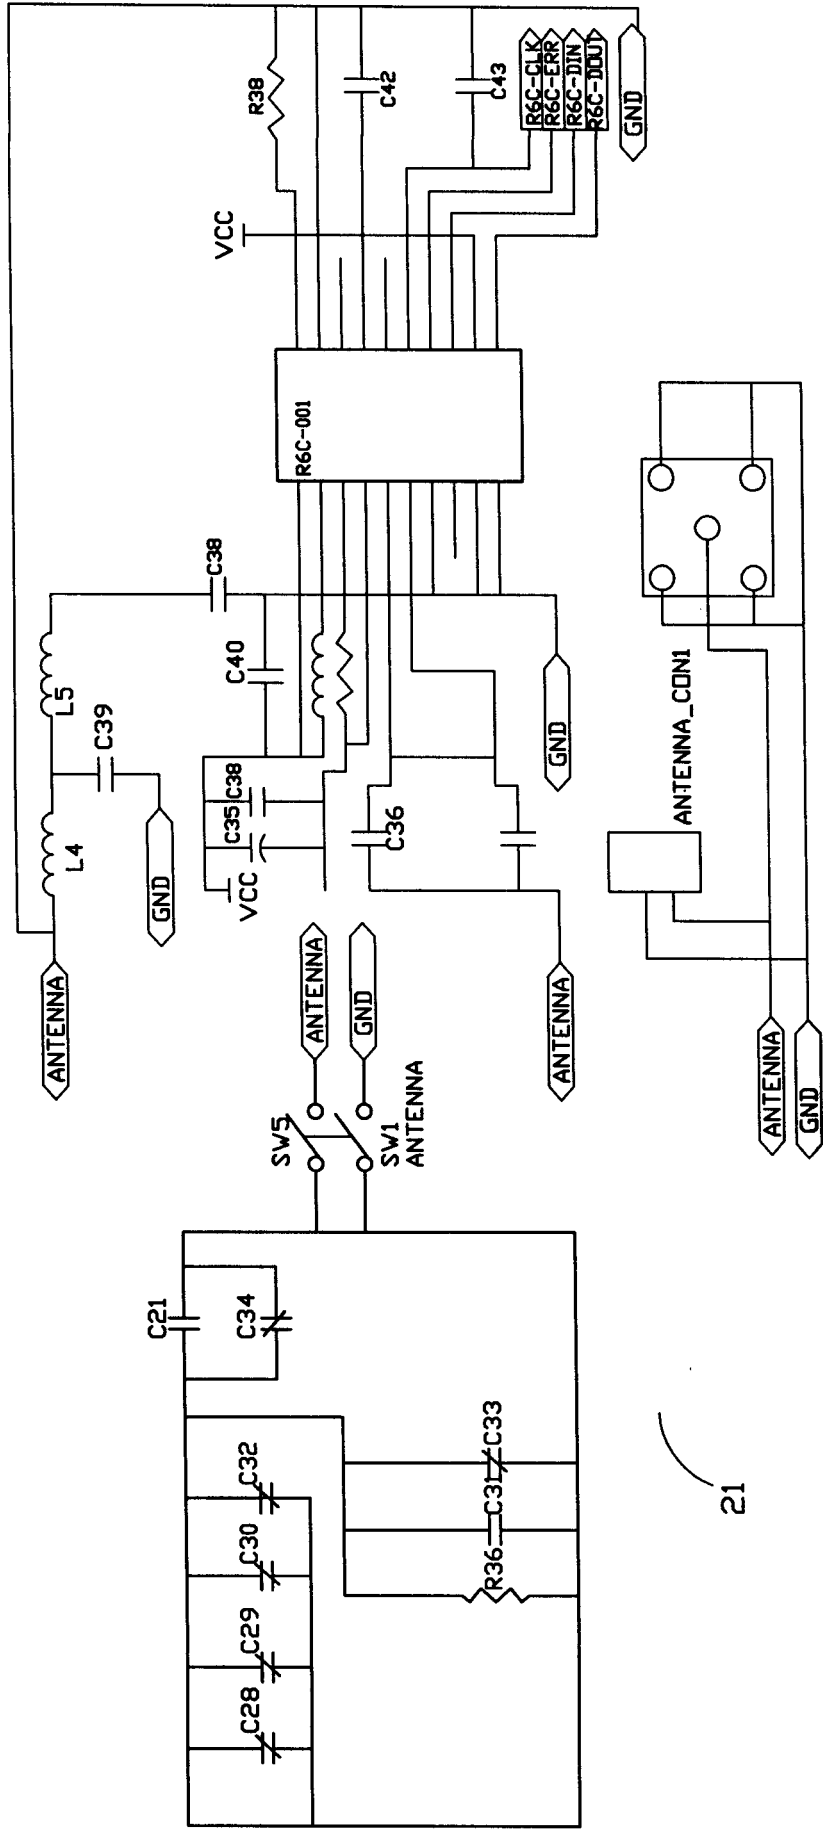 ANTENNA
L4
L5
C39
GND
C38
C40
C35
C38
VCC
C36
R6C-001
R38
C42
C43
VCC
R6C-CLK
R6C-ERR
R6C-DIN
R6C-DOUT
GND
GND
ANTENNA
SW5
SW1
ANTENNA
ANTENNA
GND
C21
C34
C32
C30
C29
C28
C33
C31
R36
ANTENNA_CON1
ANTENNA
GND
21